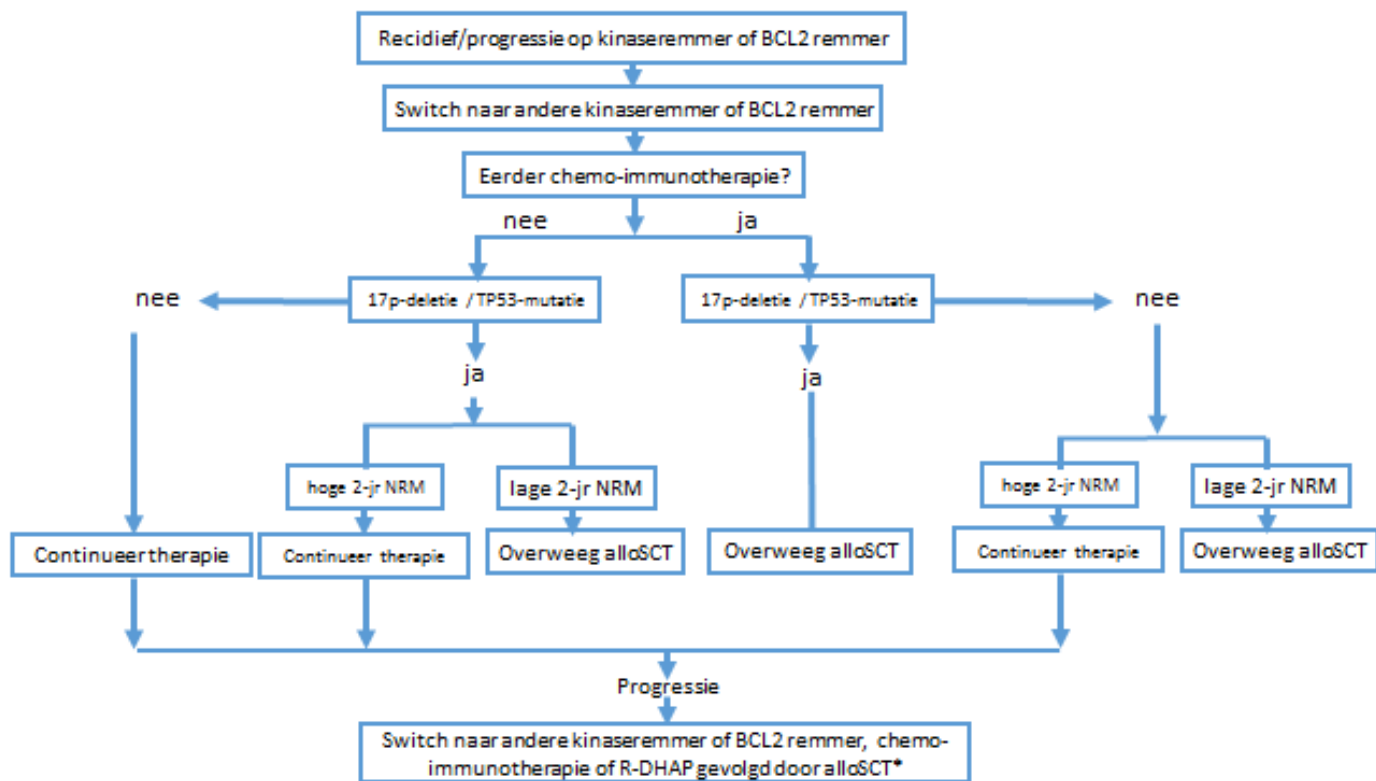 Recidief/progressie op kinaseremmer of BCL2 remmer
Switch naar andere kinaseremmer of BCL2 remmer
Eerder chemo-immunotherapie?
nee
ja
nee
17p-deletie / TP53-mutatie
17p-deletie / TP53-mutatie
nee
ja
ja
hoge 2-jr NRM
lage 2-jr NRM
hoge 2-jr NRM
lage 2-jr NRM
Continueer therapie
Continueer therapie
Overweeg alloSCT
Overweeg alloSCT
Continueer therapie
Overweeg alloSCT
Progressie
Switch naar andere kinaseremmer of BCL2 remmer, chemo-
immunotherapie of R-DHAP gevolgd door alloSCT*